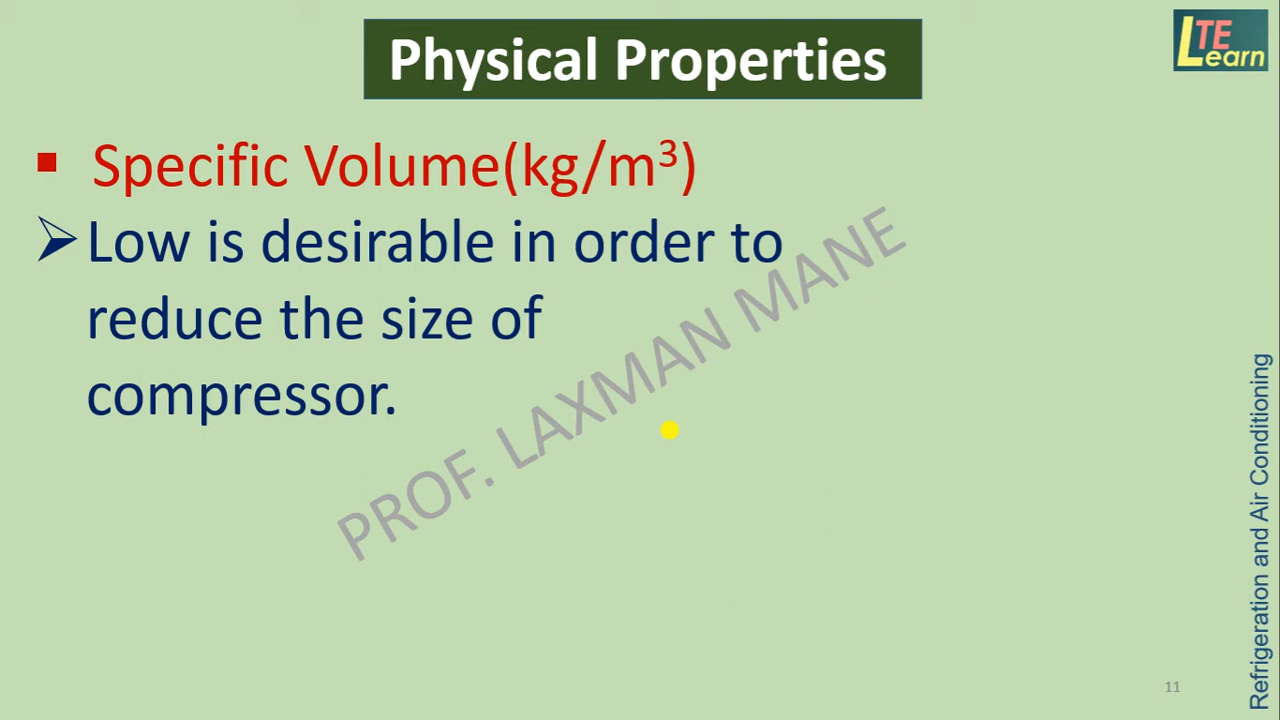 Physical Properties
LTE
Learn
▪ Specific Volume(kg/m³)
➢ Low is desirable in order to
reduce the size of
compressor.
PROF. LAXMAN MANE
Refrigeration and Air Conditioning
11